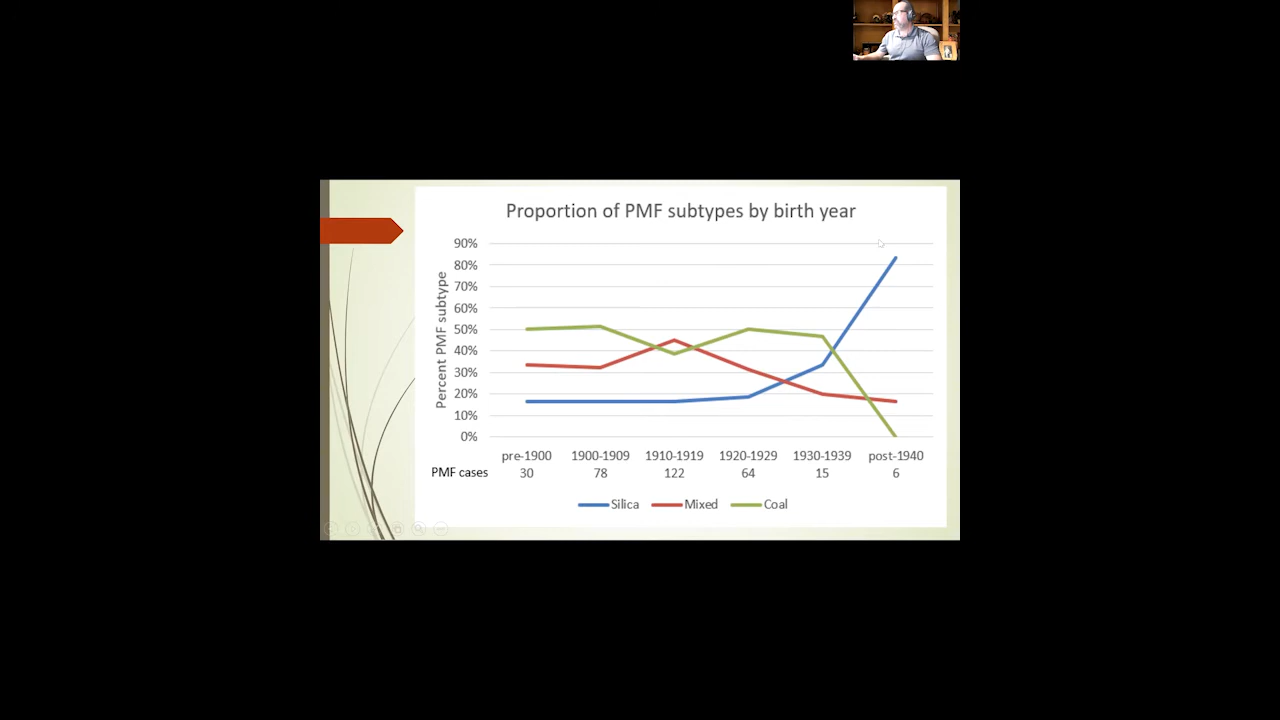 Proportion of PMF subtypes by birth year
Percent PMF subtype
90%
80%
70%
60%
50%
40%
30%
20%
10%
0%
pre-1900 1900-1909 1910-1919 1920-1929 1930-1939 post-1940
PMF cases 30 78 122 64 15 6
Silica Mixed Coal